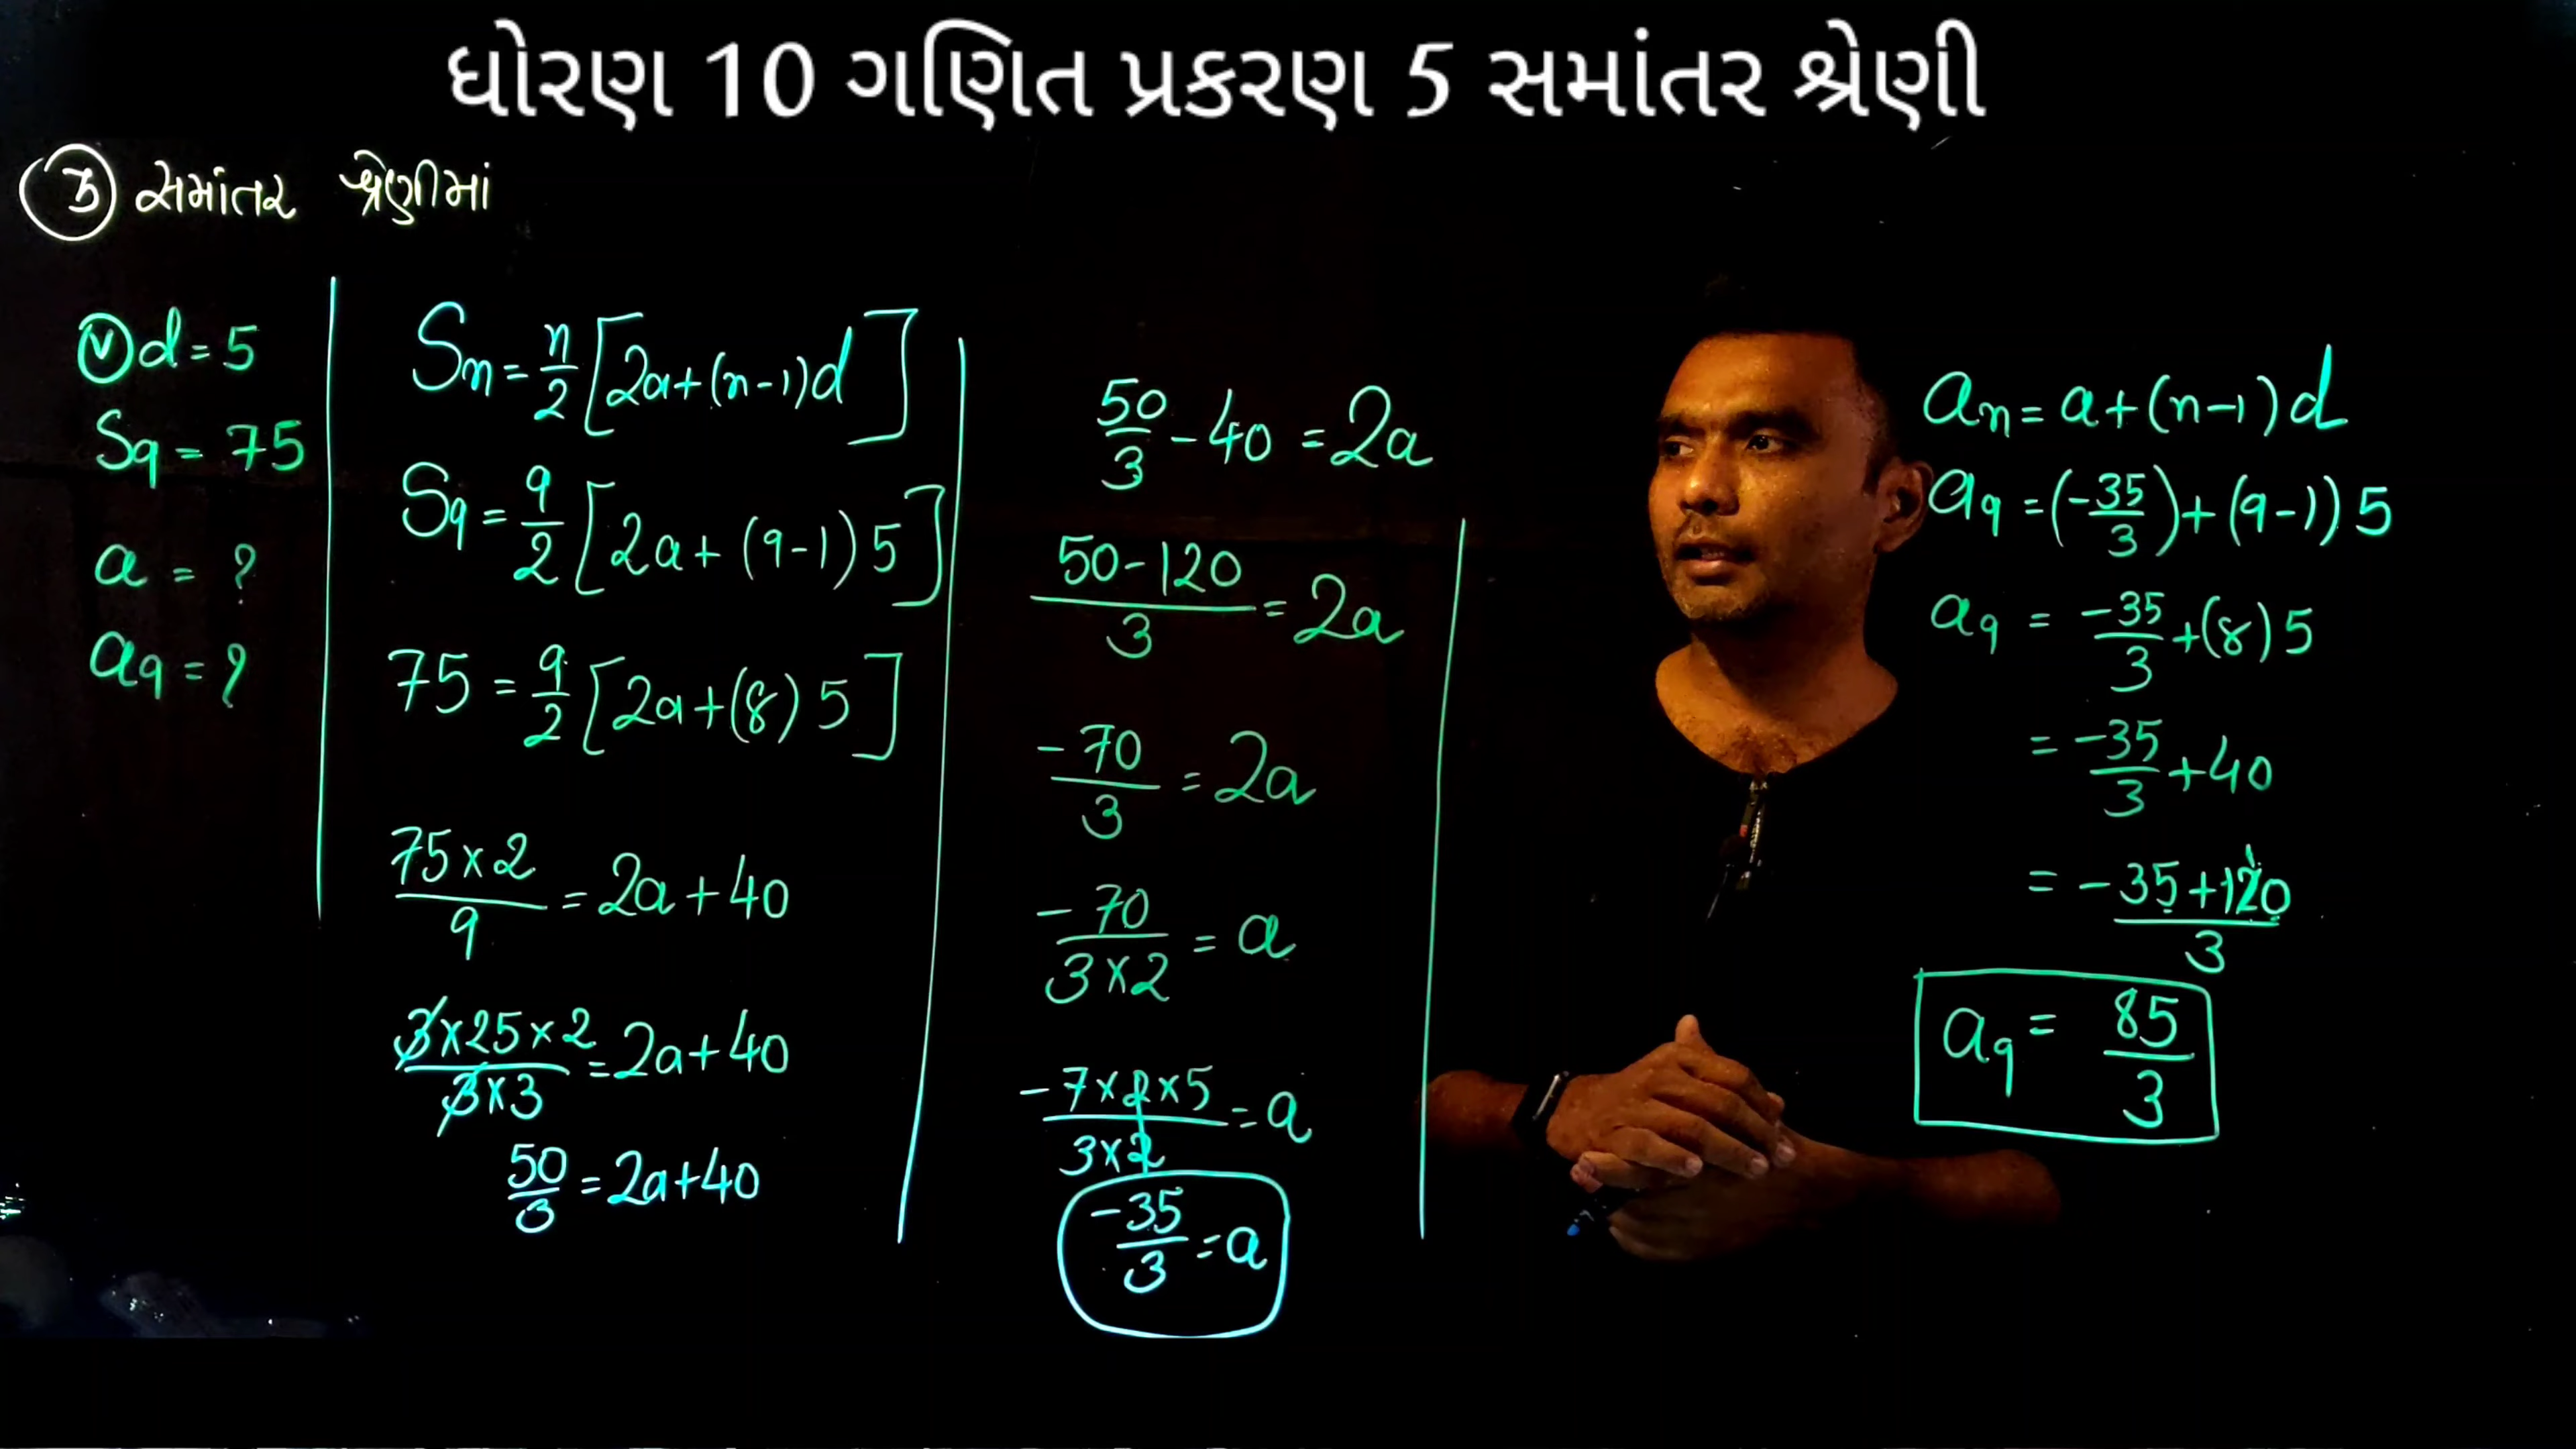 ધોરણ 10 ગણિત પ્રકરણ 5 સમાંતર શ્રેણી
③ સમાંતર શ્રેણીમાં
ⓥ d = 5
S₉ = 75
a = ?
a₉ = ?
Sₙ = n/2 [2a + (n-1)d]
S₉ = 9/2 [2a + (9-1) 5]
75 = 9/2 [2a + (8) 5]
75 × 2 / 9 = 2a + 40
3 × 25 × 2 / 3 × 3 = 2a + 40
50/3 = 2a + 40
50/3 - 40 = 2a
50 - 120 / 3 = 2a
-70/3 = 2a
-70 / 3 × 2 = a
-7 × 2 × 5 / 3 × 2 = a
-35/3 = a
aₙ = a + (n-1) d
a₉ = (-35/3) + (9-1) 5
a₉ = -35/3 + (8) 5
= -35/3 + 40
= -35 + 120 / 3
a₉ = 85/3